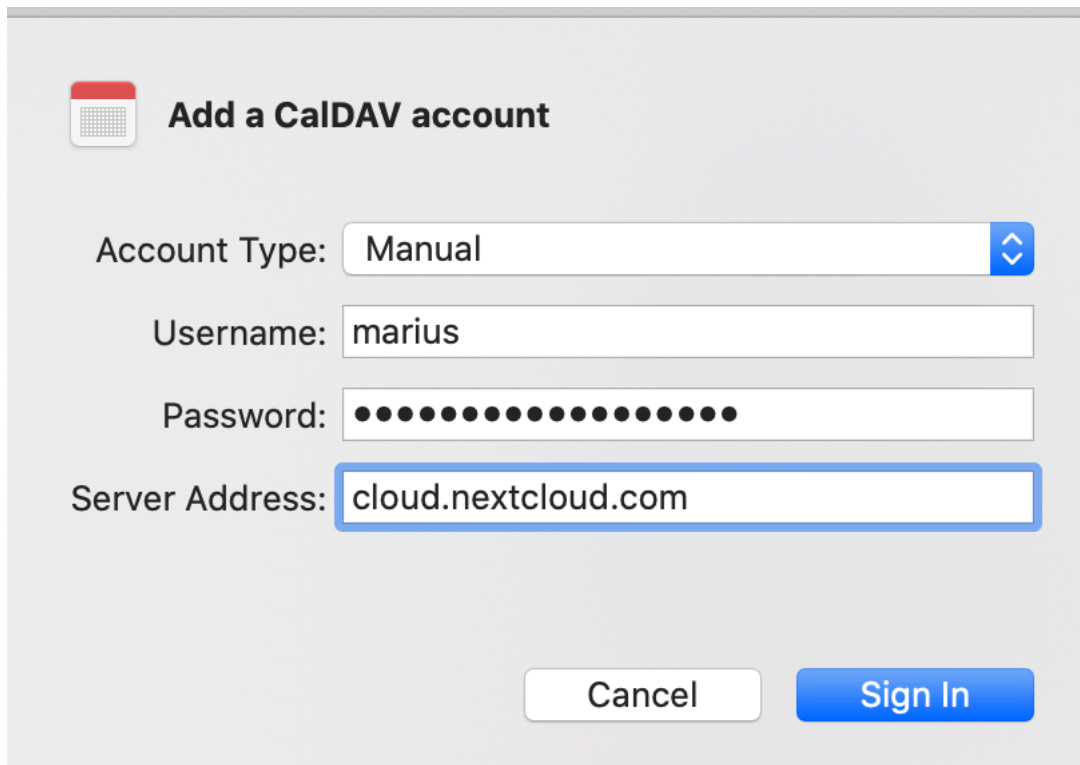 Add a CalDAV account
Account Type: Manual
Username: marius
Password: ••••••••••••••••••
Server Address: cloud.nextcloud.com
Cancel Sign In